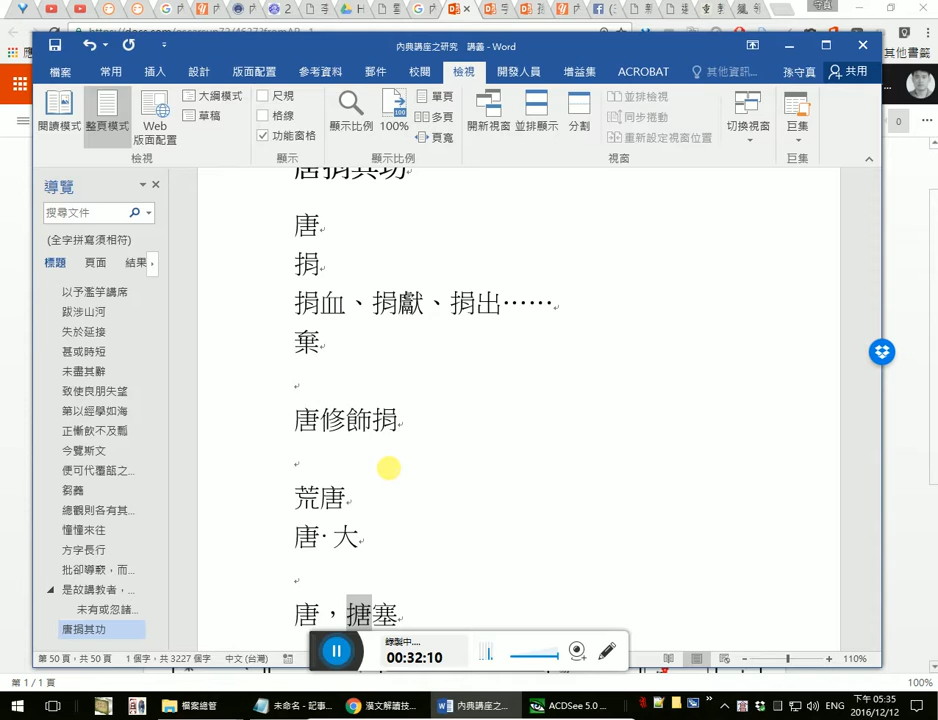 內典講座之研究　講義 - Word
檔案 常用 插入 設計 版面配置 參考資料 郵件 校閱 檢視 開發人員 增益集 ACROBAT 其他資訊... 孫守真 共用
閱讀模式 整頁模式 Web 版面配置 大綱模式 草稿
尺規 格線 功能窗格
顯示比例 100% 單頁 多頁 頁寬
開新視窗 並排顯示 分割 並排檢視 同步捲動 重新設定視窗位置 切換視窗 巨集
檢視 顯示 顯示比例 視窗 巨集
導覽
搜尋文件
(全字拼寫須相符)
標題 頁面 結果
以予濫竽講席
跋涉山河
失於延接
甚或時短
未盡其辭
致使良朋失望
第以經學如海
正慚飲不及瓢
今覽斯文
便可代覆瓿之...
芻蕘
總觀則各有其...
憧憧來往
方字長行
批卻導窾，而...
是故講教者，...
未有或忽諸...
唐捐其功
唐捐其功
唐
捐
捐血、捐獻、捐出……
棄
唐修飾捐
荒唐
唐·大
唐，搪塞
錄製中...
00:32:10
第 50 頁，共 50 頁 1 個字，共 3227 個字 中文 (台灣) 110%
第 1 / 1 頁 100%
檔案總管 未命名 - 記事... 漢文解讀技... 內典講座之... ACDSee 5.0 ...
下午 05:35
2016/12/12
其他書籤